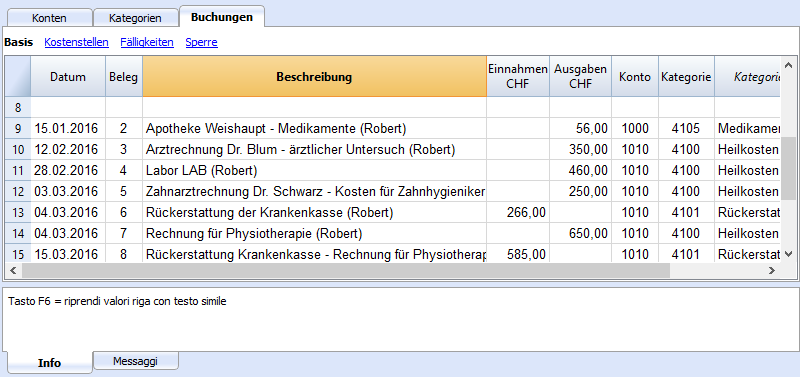 Konten Kategorien Buchungen
Basis Kostenstellen Fälligkeiten Sperre
Datum Beleg Beschreibung Einnahmen CHF Ausgaben CHF Konto Kategorie Kategorie
8
9 15.01.2016 2 Apotheke Weishaupt - Medikamente (Robert) 56,00 1000 4105 Medikamen
10 12.02.2016 3 Arztrechnung Dr. Blum - ärztlicher Untersuch (Robert) 350,00 1010 4100 Heilkosten
11 28.02.2016 4 Labor LAB (Robert) 460,00 1010 4100 Heilkosten
12 03.03.2016 5 Zahnarztrechnung Dr. Schwarz - Kosten für Zahnhygieniker 250,00 1010 4100 Heilkosten
13 04.03.2016 6 Rückerstattung der Krankenkasse (Robert) 266,00 1010 4101 Rückerstat
14 04.03.2016 7 Rechnung für Physiotherapie (Robert) 650,00 1010 4100 Heilkosten
15 15.03.2016 8 Rückerstattung Krankenkasse - Rechnung für Physiotherap 585,00 1010 4101 Rückerstat
Tasto F6 = riprendi valori riga con testo simile
Info Messaggi